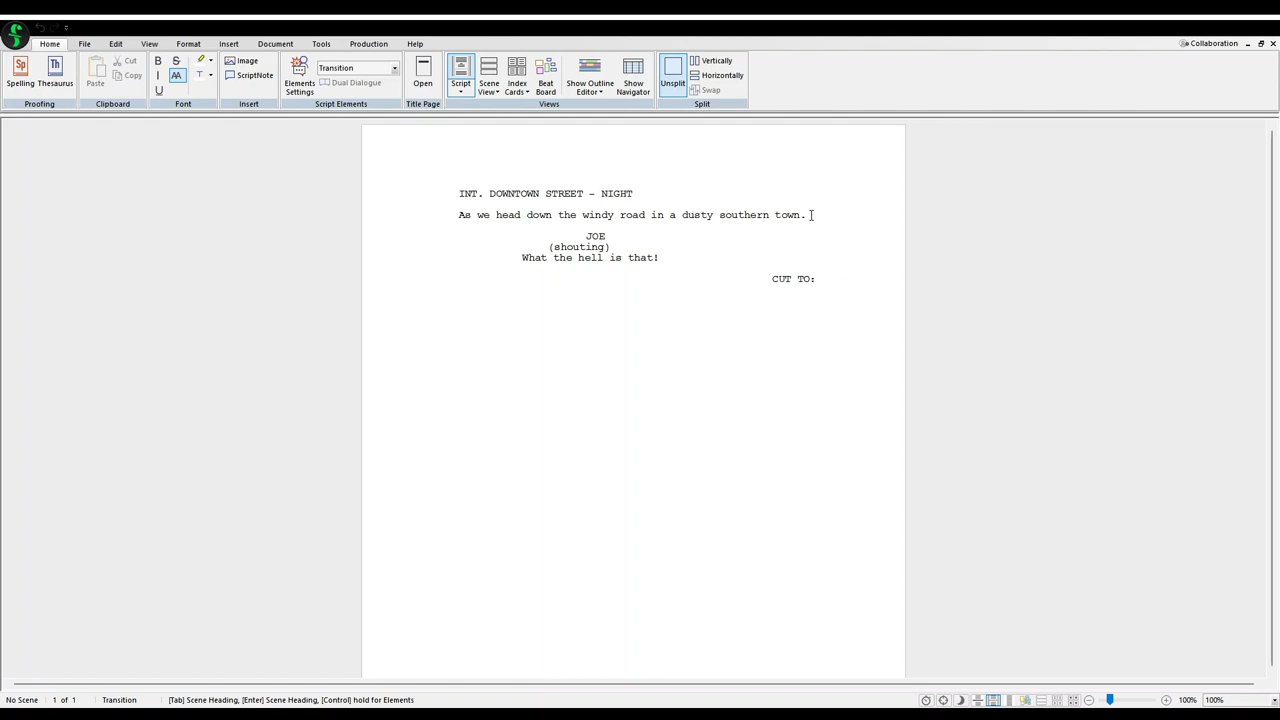 Home File Edit View Format Insert Document Tools Production Help Collaboration
Spelling Thesaurus Paste Cut Copy B S I AA U T Image ScriptNote Elements Settings Transition Dual Dialogue Open Script Scene View Index Cards Beat Board Show Outline Editor Show Navigator Unsplit Vertically Horizontally Swap
Proofing Clipboard Font Insert Script Elements Title Page Views Split
INT. DOWNTOWN STREET - NIGHT
As we head down the windy road in a dusty southern town.
JOE
(shouting)
What the hell is that!
CUT TO:
No Scene 1 of 1 Transition [Tab] Scene Heading, [Enter] Scene Heading, [Control] hold for Elements 100% 100%